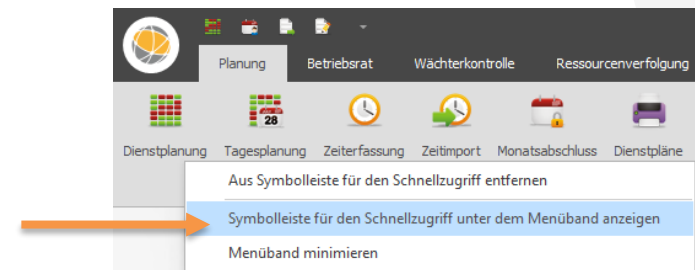 Planung Betriebsrat Wächterkontrolle Ressourcenverfolgung
28
Dienstplanung Tagesplanung Zeiterfassung Zeitimport Monatsabschluss Dienstpläne
Aus Symbolleiste für den Schnellzugriff entfernen
Symbolleiste für den Schnellzugriff unter dem Menüband anzeigen
Menüband minimieren